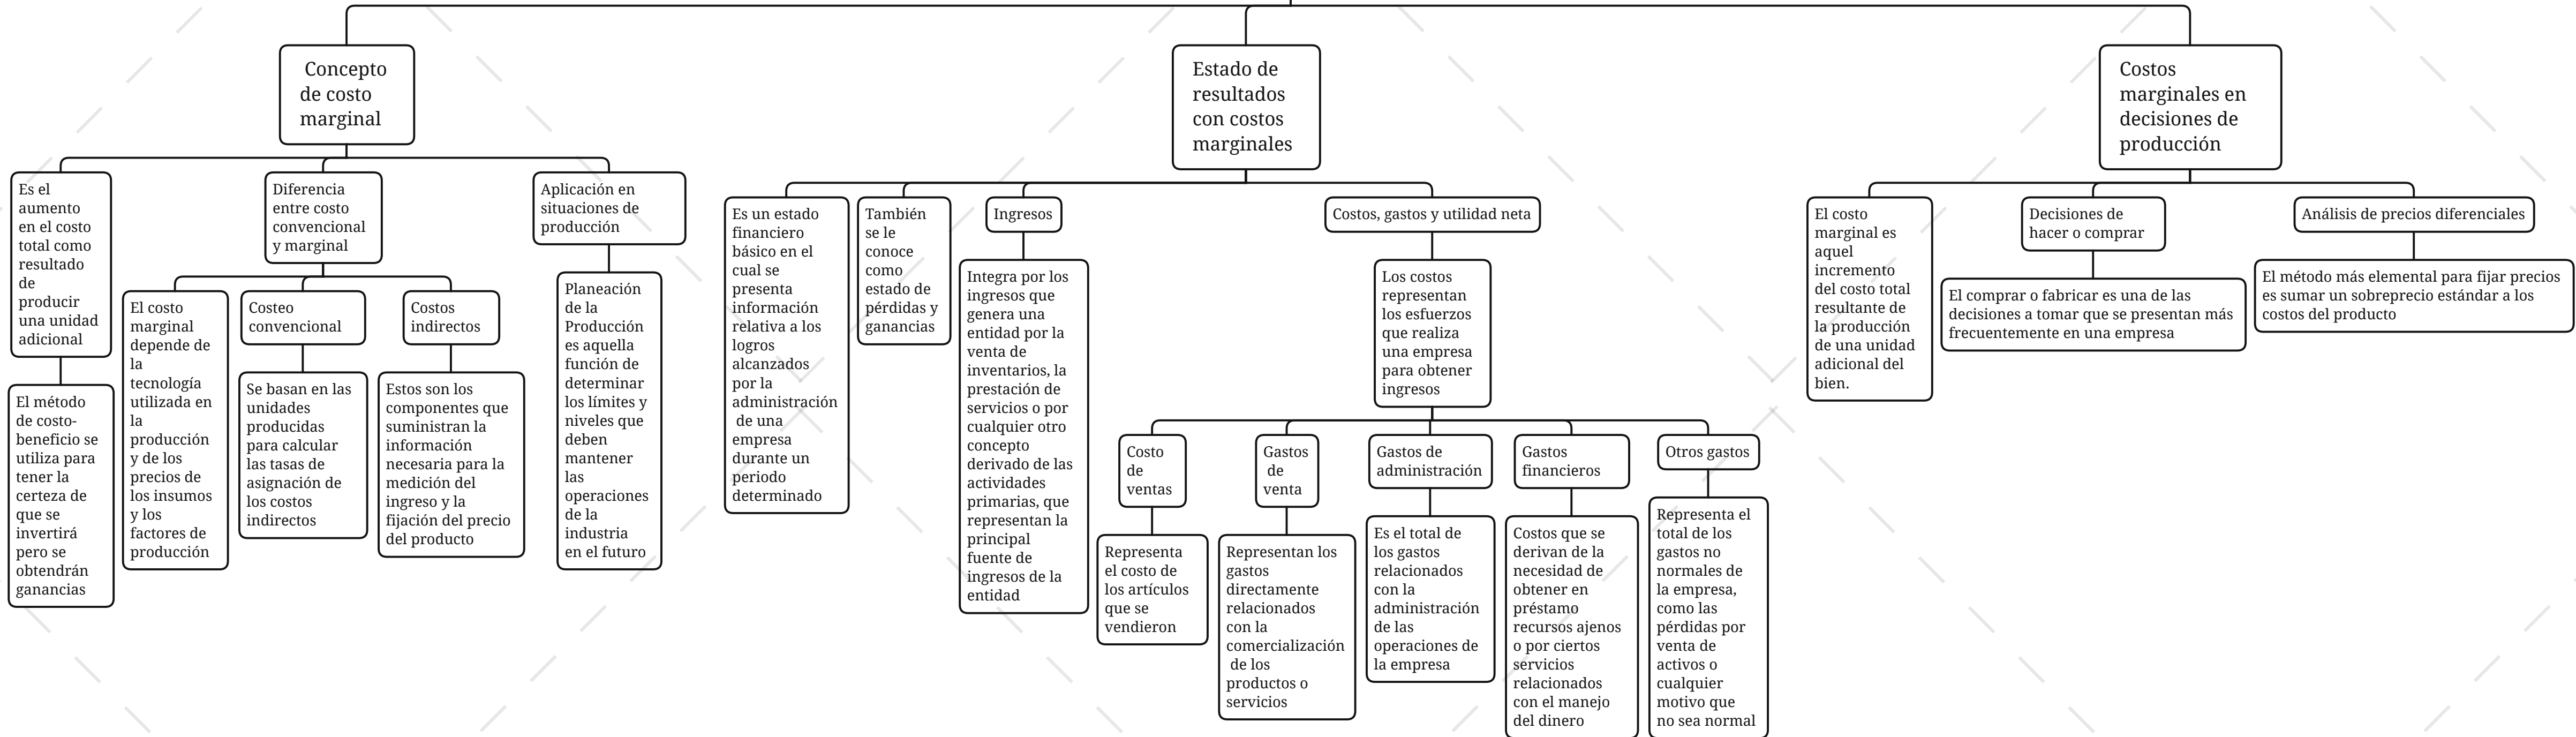 Concepto
de costo
marginal
Es el
aumento
en el costo
total como
resultado
de
producir
una unidad
adicional
El método
de costo-
beneficio se
utiliza para
tener la
certeza de
que se
invertirá
pero se
obtendrán
ganancias
Diferencia
entre costo
convencional
y marginal
El costo
marginal
depende de
la
tecnología
utilizada en
la
producción
y de los
precios de
los insumos
y los
factores de
producción
Costeo
convencional
Se basan en las
unidades
producidas
para calcular
las tasas de
asignación de
los costos
indirectos
Costos
indirectos
Estos son los
componentes que
suministran la
información
necesaria para la
medición del
ingreso y la
fijación del precio
del producto
Aplicación en
situaciones de
producción
Planeación
de la
Producción
es aquella
función de
determinar
los límites y
niveles que
deben
mantener
las
operaciones
de la
industria
en el futuro
Estado de
resultados
con costos
marginales
Es un estado
financiero
básico en el
cual se
presenta
información
relativa a los
logros
alcanzados
por la
administración
de una
empresa
durante un
periodo
determinado
También
se le
conoce
como
estado de
pérdidas y
ganancias
Ingresos
Integra por los
ingresos que
genera una
entidad por la
venta de
inventarios, la
prestación de
servicios o por
cualquier otro
concepto
derivado de las
actividades
primarias, que
representan la
principal
fuente de
ingresos de la
entidad
Costos, gastos y utilidad neta
Los costos
representan
los esfuerzos
que realiza
una empresa
para obtener
ingresos
Costo
de
ventas
Representa
el costo de
los artículos
que se
vendieron
Gastos
de
venta
Representan los
gastos
directamente
relacionados
con la
comercialización
de los
productos o
servicios
Gastos de
administración
Es el total de
los gastos
relacionados
con la
administración
de las
operaciones de
la empresa
Gastos
financieros
Costos que se
derivan de la
necesidad de
obtener en
préstamo
recursos ajenos
o por ciertos
servicios
relacionados
con el manejo
del dinero
Otros gastos
Representa el
total de los
gastos no
normales de
la empresa,
como las
pérdidas por
venta de
activos o
cualquier
motivo que
no sea normal
Costos
marginales en
decisiones de
producción
El costo
marginal es
aquel
incremento
del costo total
resultante de
la producción
de una unidad
adicional del
bien.
Decisiones de
hacer o comprar
El comprar o fabricar es una de las
decisiones a tomar que se presentan más
frecuentemente en una empresa
Análisis de precios diferenciales
El método más elemental para fijar precios
es sumar un sobreprecio estándar a los
costos del producto